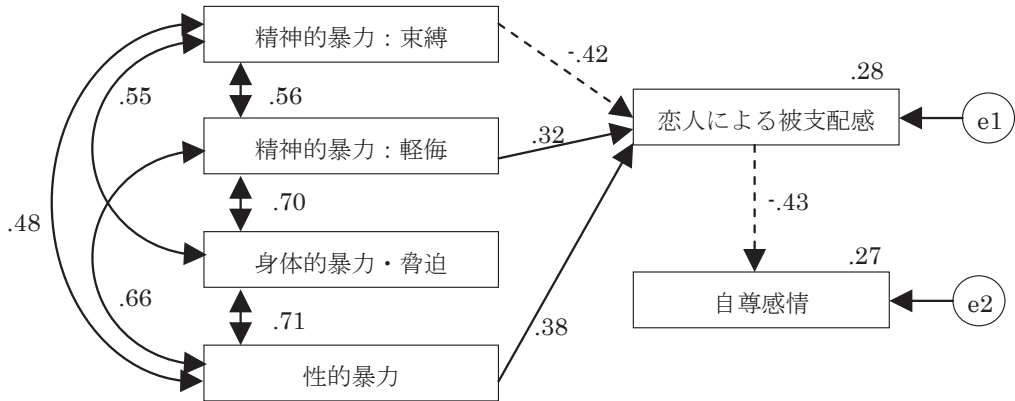 精神的暴力：束縛
-.42
.28
.55
.56
恋人による被支配感
e1
精神的暴力：軽侮
.32
.48
.70
-.43
身体的暴力・脅迫
.27
.66
.71
.38
自尊感情
e2
性的暴力